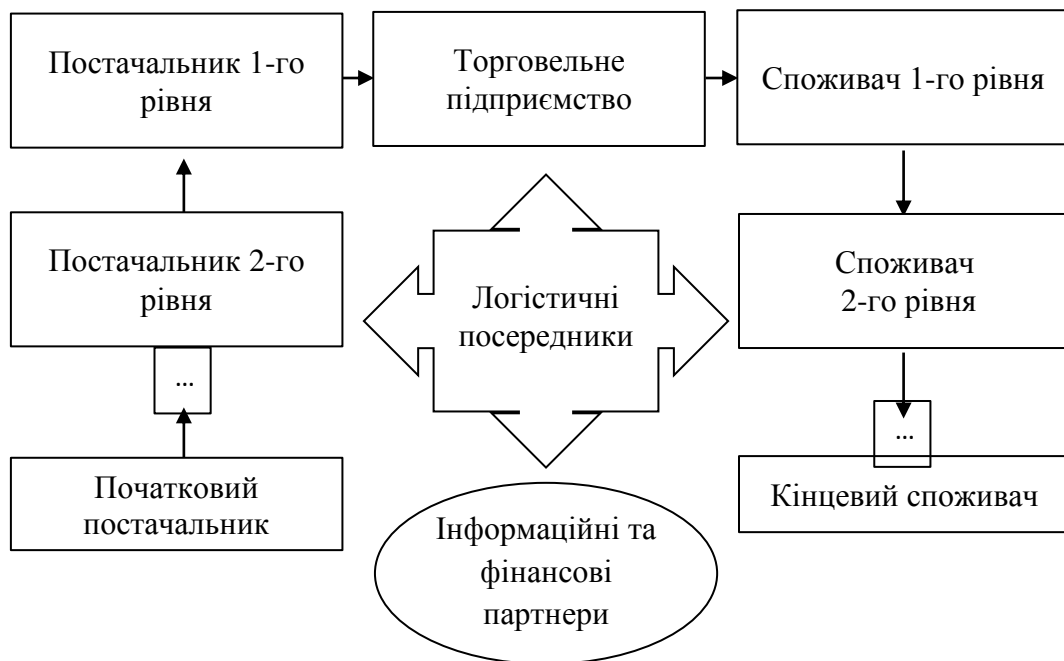 Постачальник 1-го
рівня
Торговельне
підприємство
Споживач 1-го рівня
Постачальник 2-го
рівня
Логістичні
посередники
Споживач
2-го рівня
...
...
Початковий
постачальник
Кінцевий споживач
Інформаційні та
фінансові
партнери